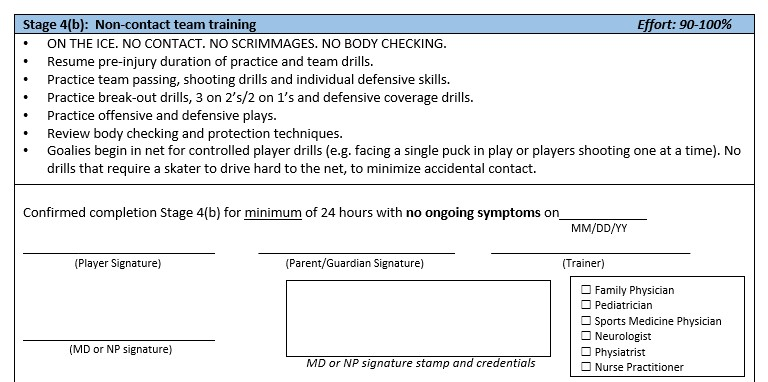 Stage 4(b): Non-contact team training Effort: 90-100%
• ON THE ICE. NO CONTACT. NO SCRIMMAGES. NO BODY CHECKING.
• Resume pre-injury duration of practice and team drills.
• Practice team passing, shooting drills and individual defensive skills.
• Practice break-out drills, 3 on 2's/2 on 1's and defensive coverage drills.
• Practice offensive and defensive plays.
• Review body checking and protection techniques.
• Goalies begin in net for controlled player drills (e.g. facing a single puck in play or players shooting one at a time). No
drills that require a skater to drive hard to the net, to minimize accidental contact.
Confirmed completion Stage 4(b) for minimum of 24 hours with no ongoing symptoms on
MM/DD/YY
(Player Signature) (Parent/Guardian Signature) (Trainer)
(MD or NP signature)
MD or NP signature stamp and credentials
☐ Family Physician
☐ Pediatrician
☐ Sports Medicine Physician
☐ Neurologist
☐ Physiatrist
☐ Nurse Practitioner